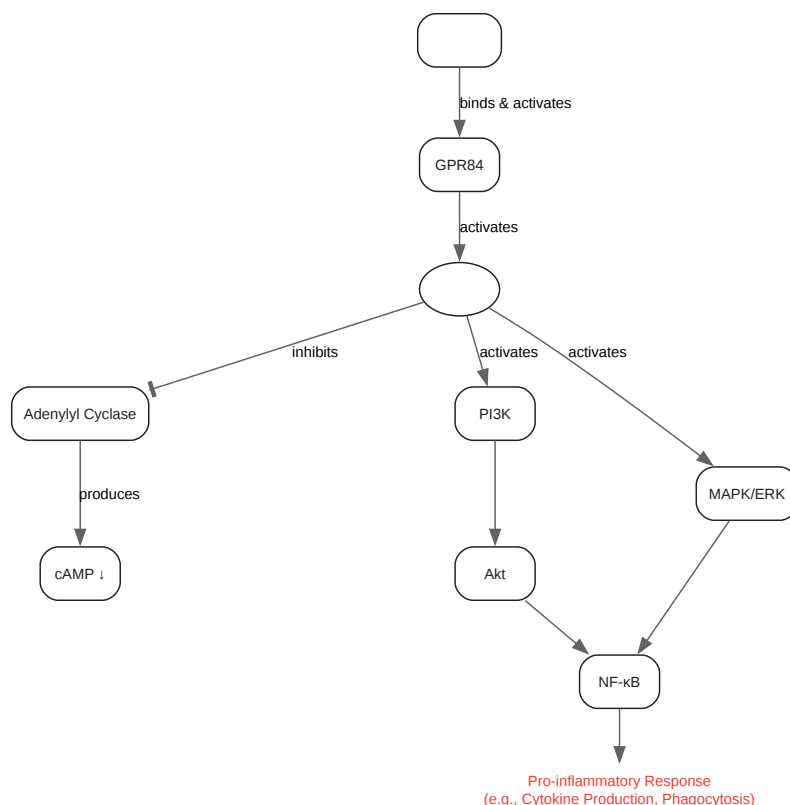 binds & activates
GPR84
activates
inhibits
activates
activates
Adenylyl Cyclase
PI3K
MAPK/ERK
produces
cAMP ↓
Akt
NF-κB
Pro-inflammatory Response
(e.g., Cytokine Production, Phagocytosis)